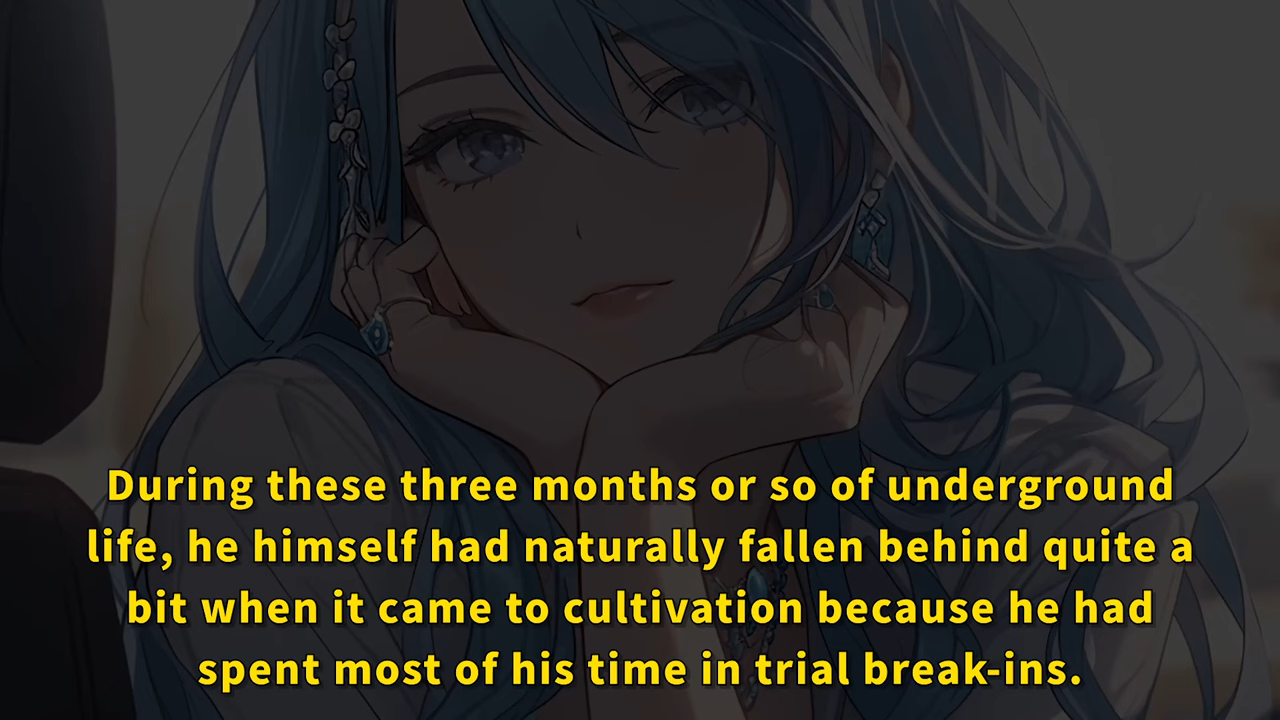 During these three months or so of underground
life, he himself had naturally fallen behind quite a
bit when it came to cultivation because he had
spent most of his time in trial break-ins.